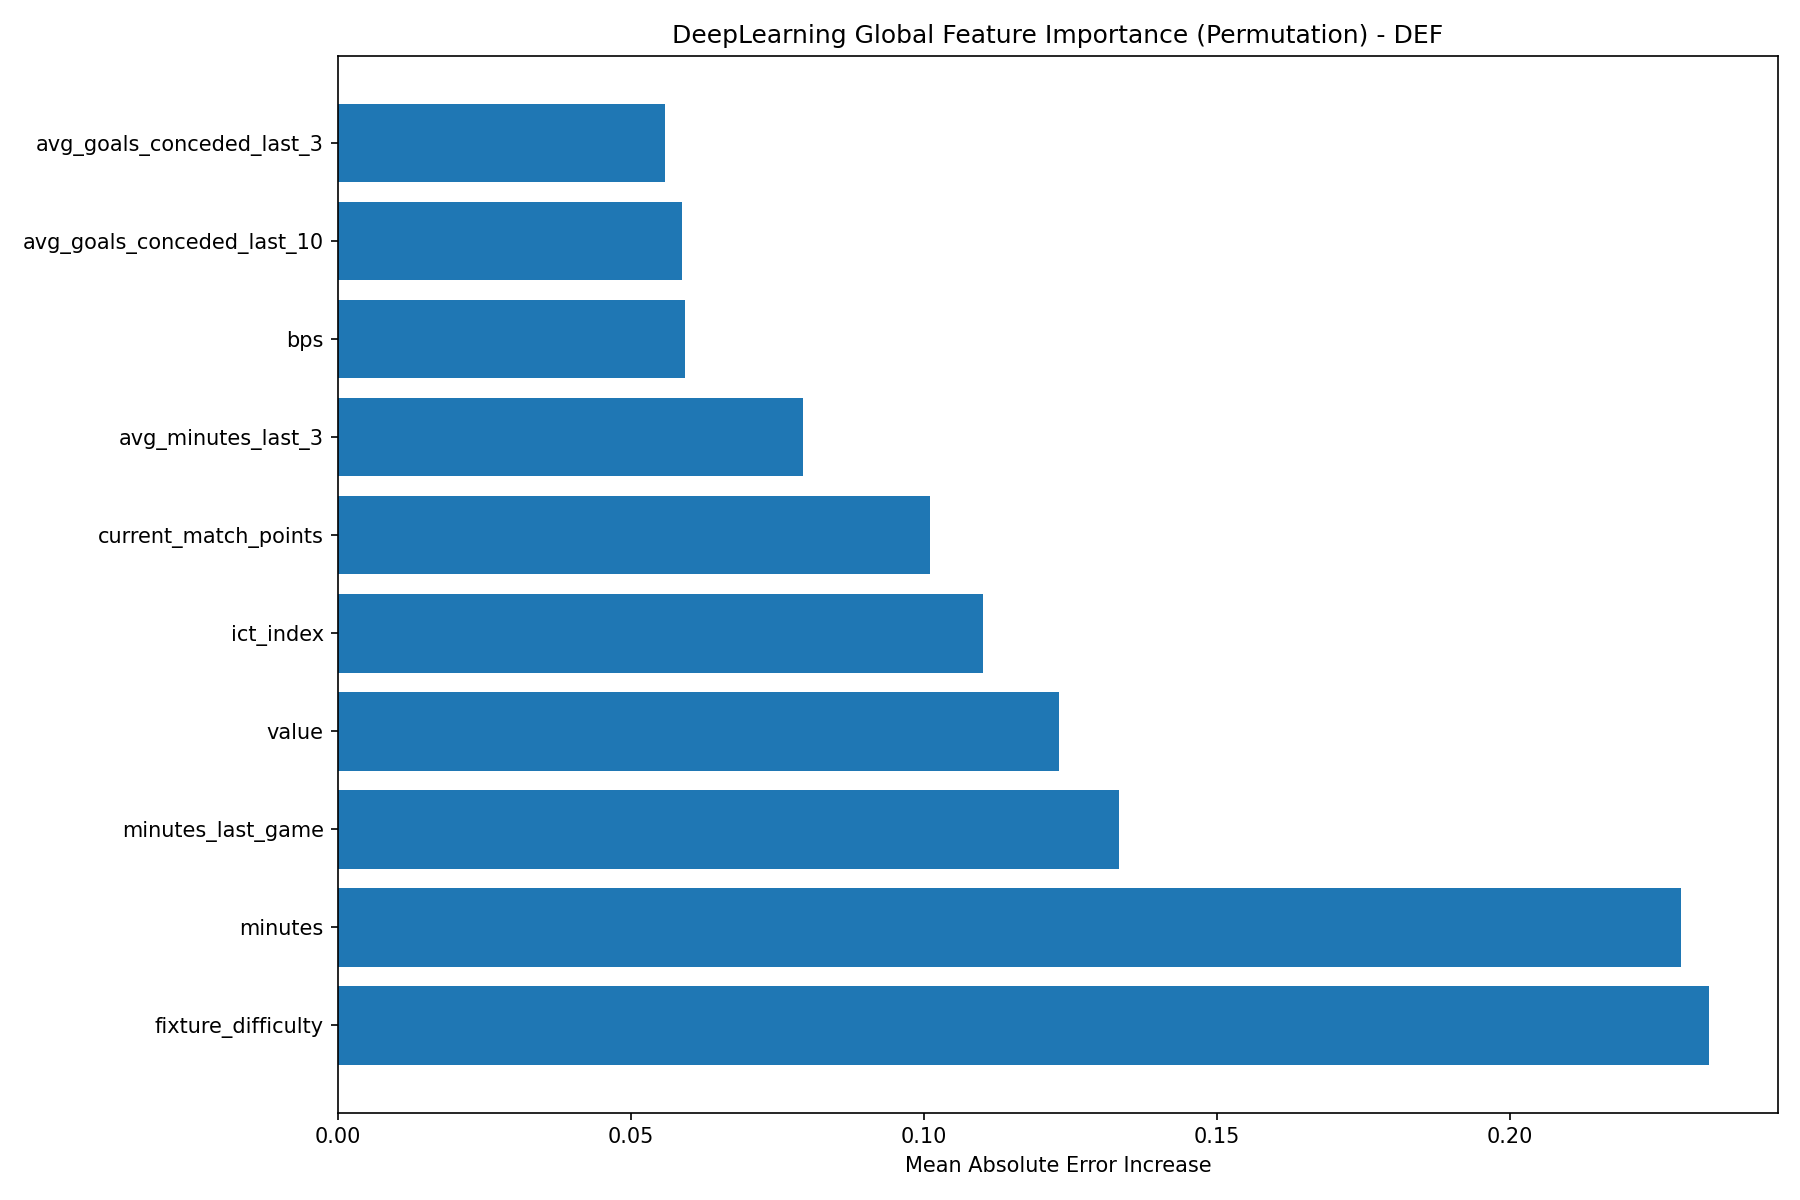 DeepLearning Global Feature Importance (Permutation) - DEF
avg_goals_conceded_last_3
avg_goals_conceded_last_10
bps
avg_minutes_last_3
current_match_points
ict_index
value
minutes_last_game
minutes
fixture_difficulty
0.00 0.05 0.10 0.15 0.20
Mean Absolute Error Increase